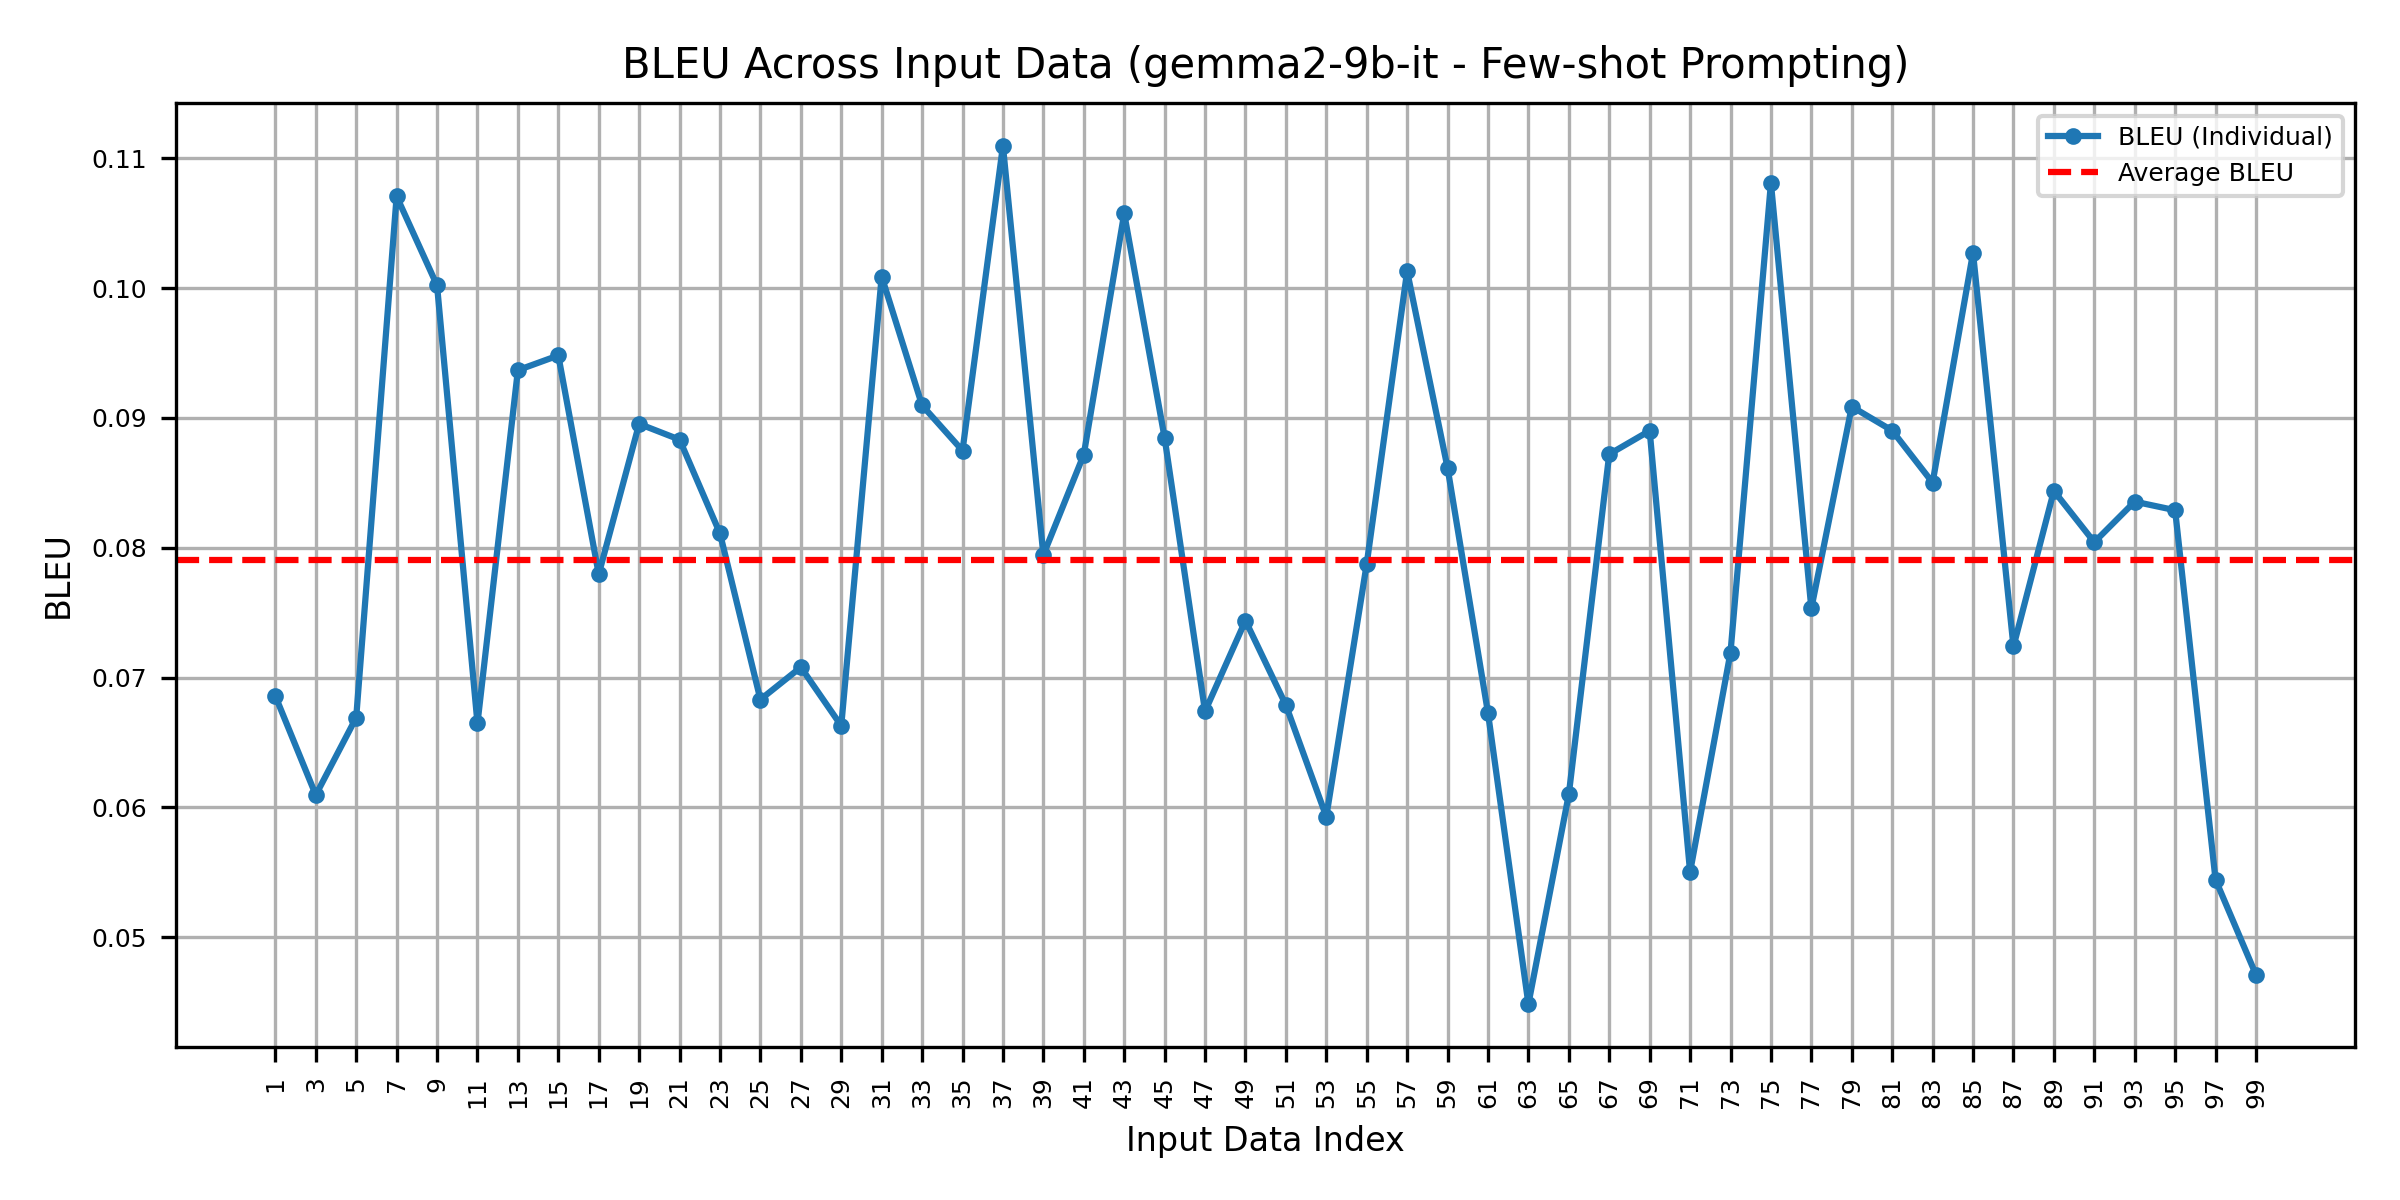 BLEU Across Input Data (gemma2-9b-it - Few-shot Prompting)
BLEU (Individual)
Average BLEU
0.11
0.10
0.09
0.08
0.07
0.06
0.05
BLEU
1 3 5 7 9 11 13 15 17 19 21 23 25 27 29 31 33 35 37 39 41 43 45 47 49 51 53 55 57 59 61 63 65 67 69 71 73 75 77 79 81 83 85 87 89 91 93 95 97 99
Input Data Index